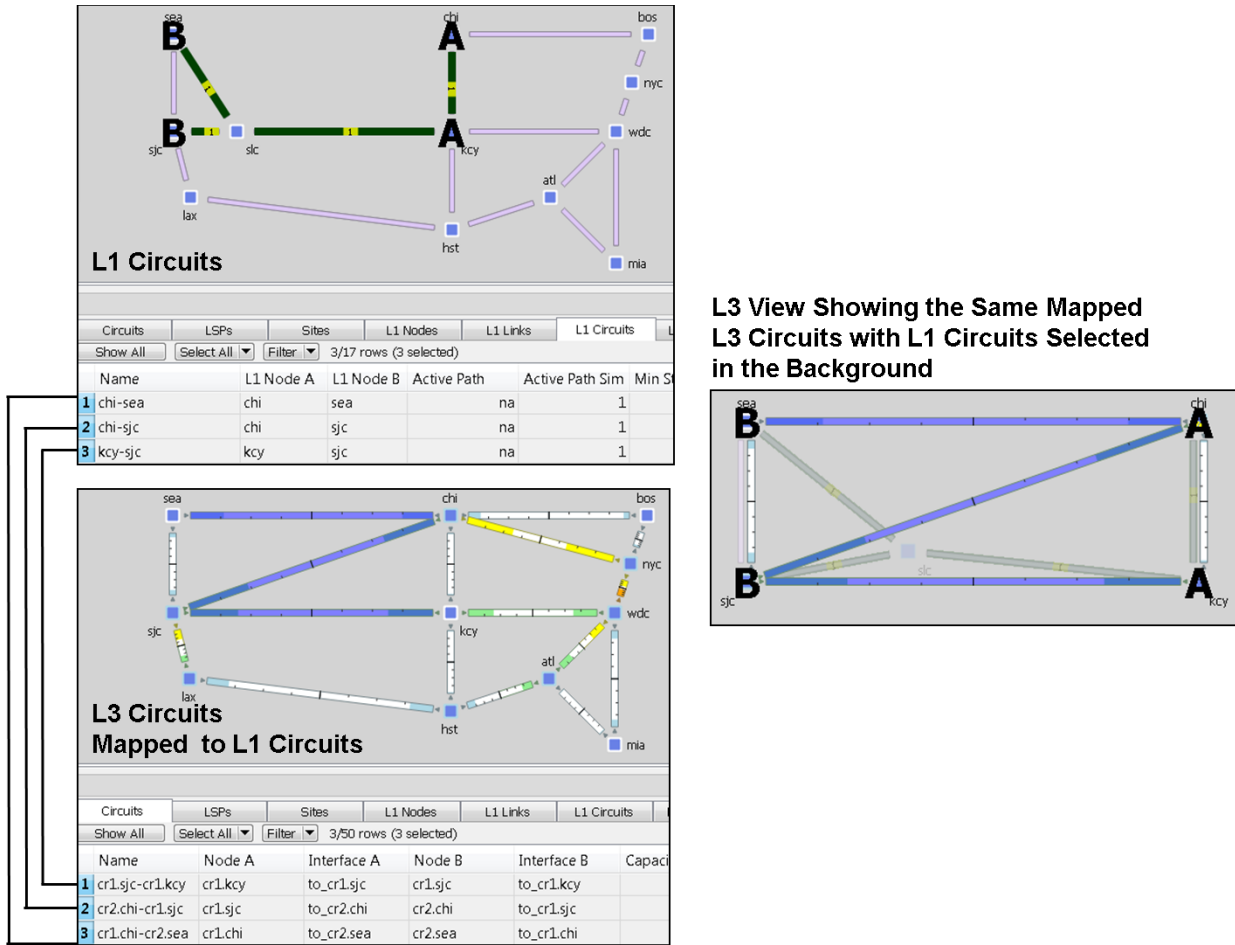 sea
chi
bos
B
A
nyc
1
1
B
1
1
A
wdc
sjc
slc
kcy
atl
lax
hst
mia
L1 Circuits
Circuits LSPs Sites L1 Nodes L1 Links L1 Circuits L
Show All Select All Filter 3/17 rows (3 selected)
Name L1 Node A L1 Node B Active Path Active Path Sim Min St
1 chi-sea chi sea na 1
2 chi-sjc chi sjc na 1
3 kcy-sjc kcy sjc na 1
sea
chi
bos
nyc
wdc
sjc
kcy
atl
lax
hst
mia
L3 Circuits
Mapped to L1 Circuits
Circuits LSPs Sites L1 Nodes L1 Links L1 Circuits
Show All Select All Filter 3/50 rows (3 selected)
Name Node A Interface A Node B Interface B Capaci
1 cr1.sjc-cr1.kcy cr1.kcy to_cr1.sjc cr1.sjc to_cr1.kcy
2 cr2.chi-cr1.sjc cr1.sjc to_cr2.chi cr2.chi to_cr1.sjc
3 cr1.chi-cr2.sea cr1.chi to_cr2.sea cr2.sea to_cr1.chi
L3 View Showing the Same Mapped
L3 Circuits with L1 Circuits Selected
in the Background
sea
chi
B
A
slc
B
A
sjc
kcy